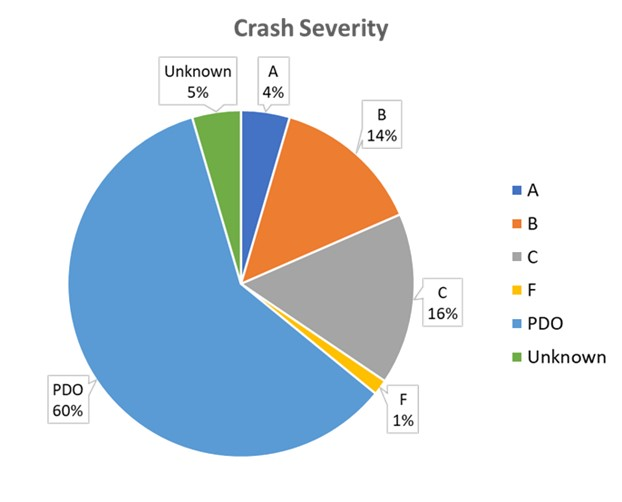 Crash Severity
Unknown
5%
A
4%
B
14%
C
16%
F
1%
PDO
60%
A
B
C
F
PDO
Unknown